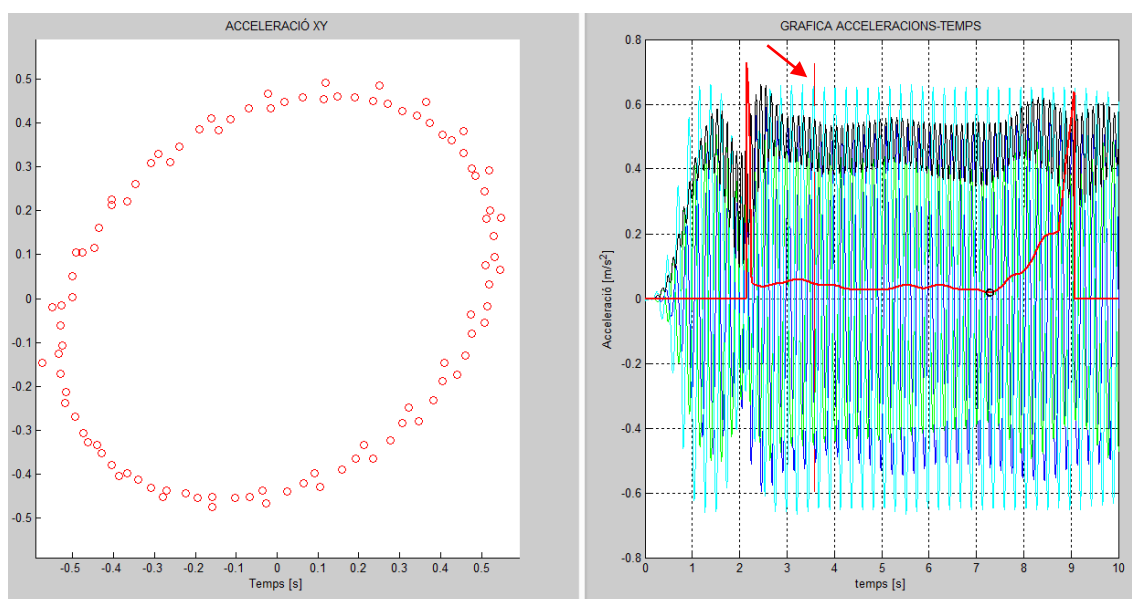 ACCELERACIÓ XY
0.5
0.4
0.3
0.2
0.1
0
-0.1
-0.2
-0.3
-0.4
-0.5
-0.5 -0.4 -0.3 -0.2 -0.1 0 0.1 0.2 0.3 0.4 0.5
Temps [s]
GRAFICA ACCELERACIONS-TEMPS
0.8
0.6
0.4
0.2
0
-0.2
-0.4
-0.6
-0.8
Acceleració [m/s²]
0 1 2 3 4 5 6 7 8 9 10
temps [s]